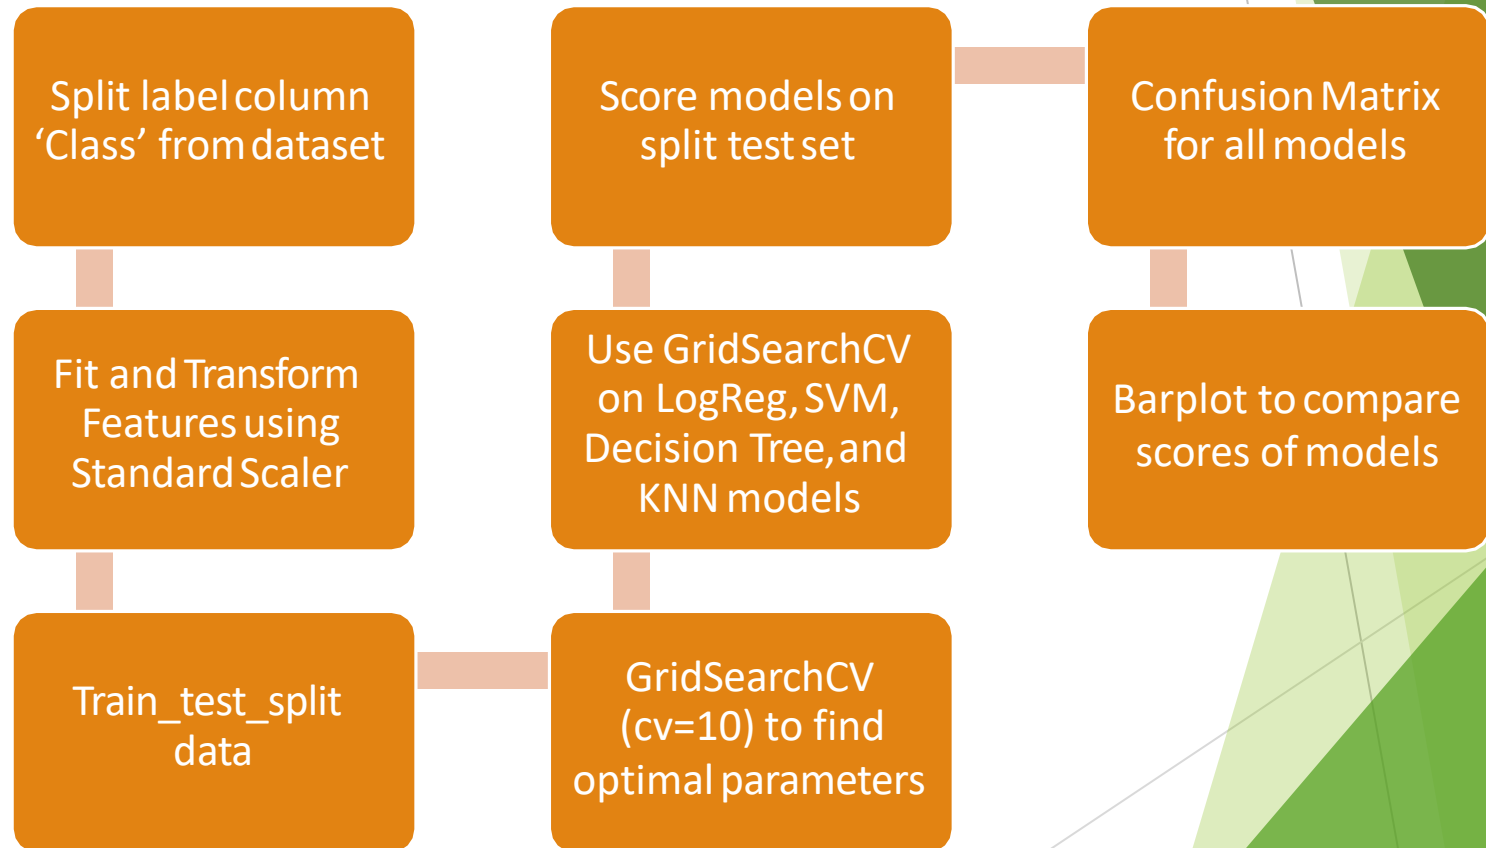 Split label column
‘Class’ from dataset
Fit and Transform
Features using
Standard Scaler
Train_test_split
data
GridSearchCV
(cv=10) to find
optimal parameters
Use GridSearchCV
on LogReg, SVM,
Decision Tree, and
KNN models
Score models on
split test set
Confusion Matrix
for all models
Barplot to compare
scores of models